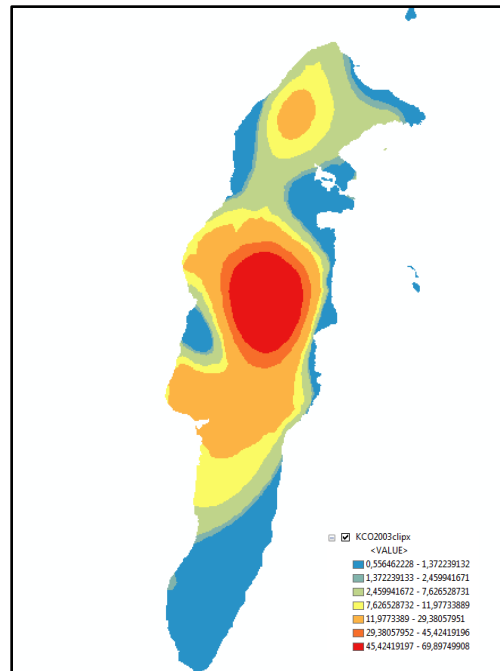 KCO2003clipx
<VALUE>
0,556462228 - 1,372239132
1,372239133 - 2,459941671
2,459941672 - 7,626528731
7,626528732 - 11,97733889
11,9773389 - 29,38057951
29,38057952 - 45,42419196
45,42419197 - 69,89749908